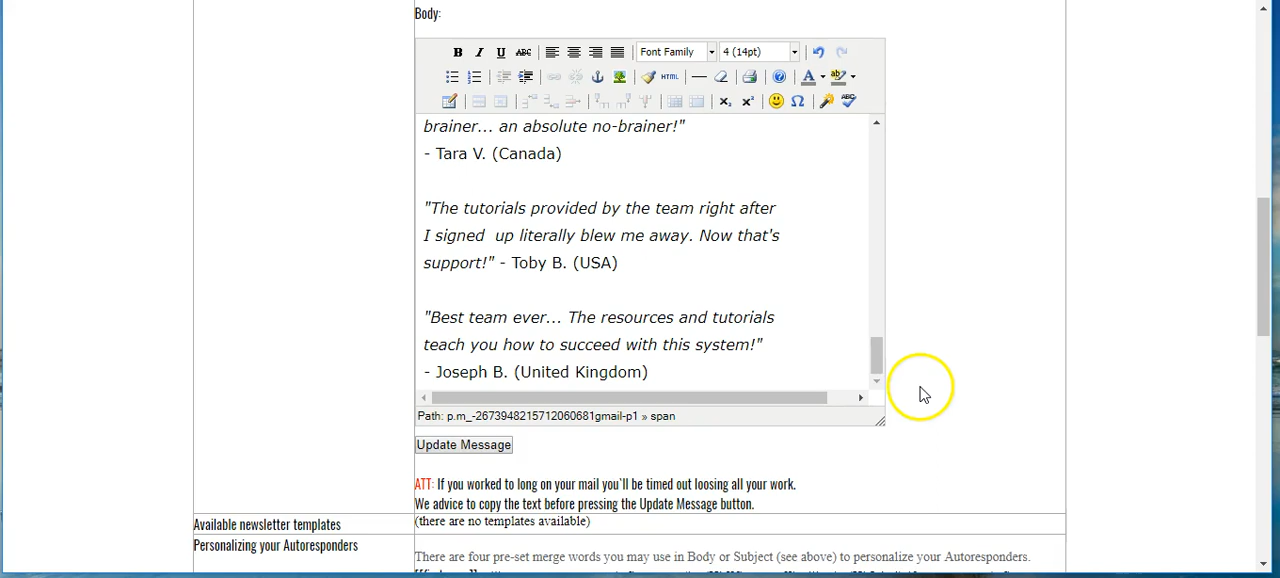 Body:
B I U ABC Font Family 4 (14pt)
HTML A ab
x₂ x² Ω ABC
brainer... an absolute no-brainer!"
- Tara V. (Canada)
"The tutorials provided by the team right after
I signed up literally blew me away. Now that's
support!" - Toby B. (USA)
"Best team ever... The resources and tutorials
teach you how to succeed with this system!"
- Joseph B. (United Kingdom)
Path: p.m_-2673948215712060681gmail-p1 » span
Update Message
ATT: If you worked to long on your mail you`ll be timed out loosing all your work.
We advice to copy the text before pressing the Update Message button.
Available newsletter templates
(there are no templates available)
Personalizing your Autoresponders
There are four pre-set merge words you may use in Body or Subject (see above) to personalize your Autoresponders.